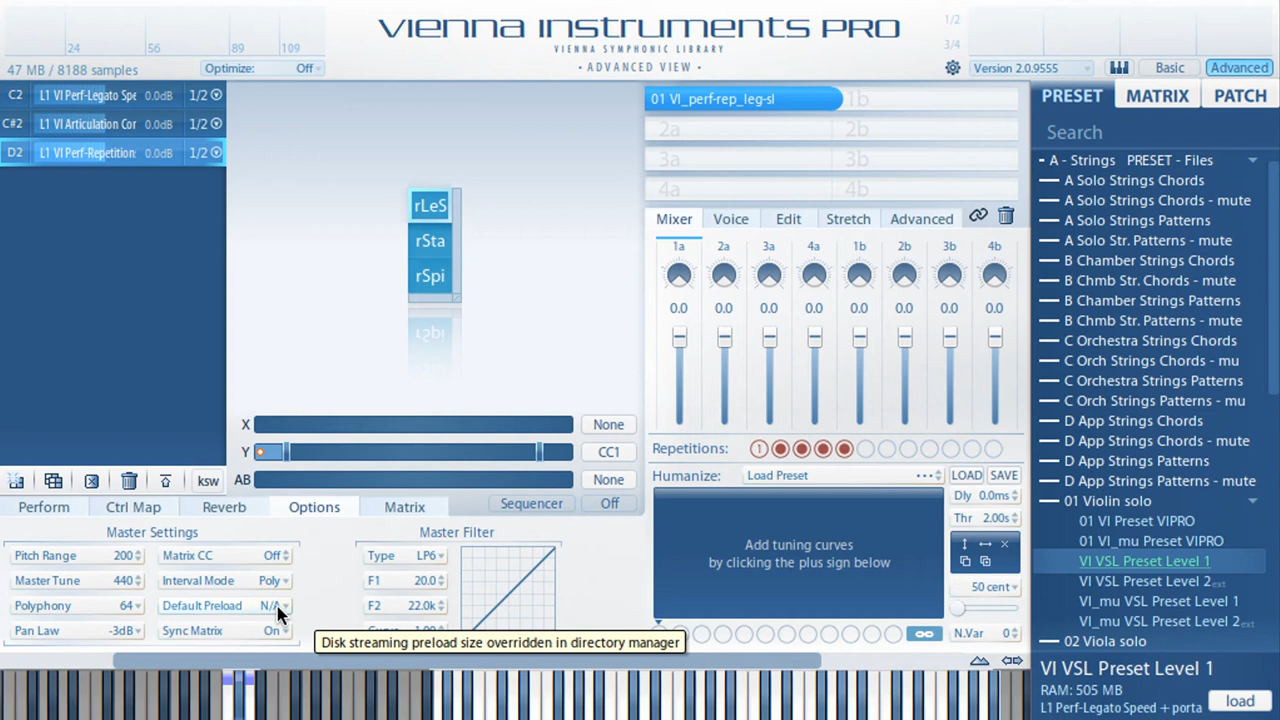 24 56 89 109
47 MB / 8188 samples Optimize: Off
vienna instruments PRO
VIENNA SYMPHONIC LIBRARY
• ADVANCED VIEW •
1/2
3/4
Version 2.0.9555 Basic Advanced
C2 L1 VI Perf-Legato Spe 0.0dB 1/2
C#2 L1 VI Articulation Cor 0.0dB 1/2
D2 L1 VI Perf-Repetition: 0.0dB 1/2
rLeS
rSta
rSpi
X None
Y CC1
AB None
ksw
Sequencer Off
Perform Ctrl Map Reverb Options Matrix
Master Settings
Pitch Range 200 Matrix CC Off
Master Tune 440 Interval Mode Poly
Polyphony 64 Default Preload N/A
Pan Law -3dB Sync Matrix On
Master Filter
Type LP6
F1 20.0
F2 22.0k
Disk streaming preload size overridden in directory manager
01 VI_perf-rep_leg-sl 1b
2a 2b
3a 3b
4a 4b
Mixer Voice Edit Stretch Advanced
1a 2a 3a 4a 1b 2b 3b 4b
0.0 0.0 0.0 0.0 0.0 0.0 0.0 0.0
Repetitions: 1
Humanize: Load Preset LOAD SAVE
Add tuning curves
by clicking the plus sign below
Dly 0.0ms
Thr 2.00s
50 cent
N.Var 0
PRESET MATRIX PATCH
Search
A - Strings PRESET - Files
A Solo Strings Chords
A Solo Strings Chords - mute
A Solo Strings Patterns
A Solo Str. Patterns - mute
B Chamber Strings Chords
B Chmb Str. Chords - mute
B Chamber Strings Patterns
B Chmb Str. Patterns - mute
C Orchestra Strings Chords
C Orch Strings Chords - mu
C Orchestra Strings Patterns
C Orch Strings Patterns - mu
D App Strings Chords
D App Strings Chords - mute
D App Strings Patterns
D App Strings Patterns - mute
01 Violin solo
01 VI Preset VIPRO
01 VI_mu Preset VIPRO
VI VSL Preset Level 1
VI VSL Preset Level 2ext
VI_mu VSL Preset Level 1
VI_mu VSL Preset Level 2ext
02 Viola solo
VI VSL Preset Level 1
RAM: 505 MB
L1 Perf-Legato Speed + porta
load